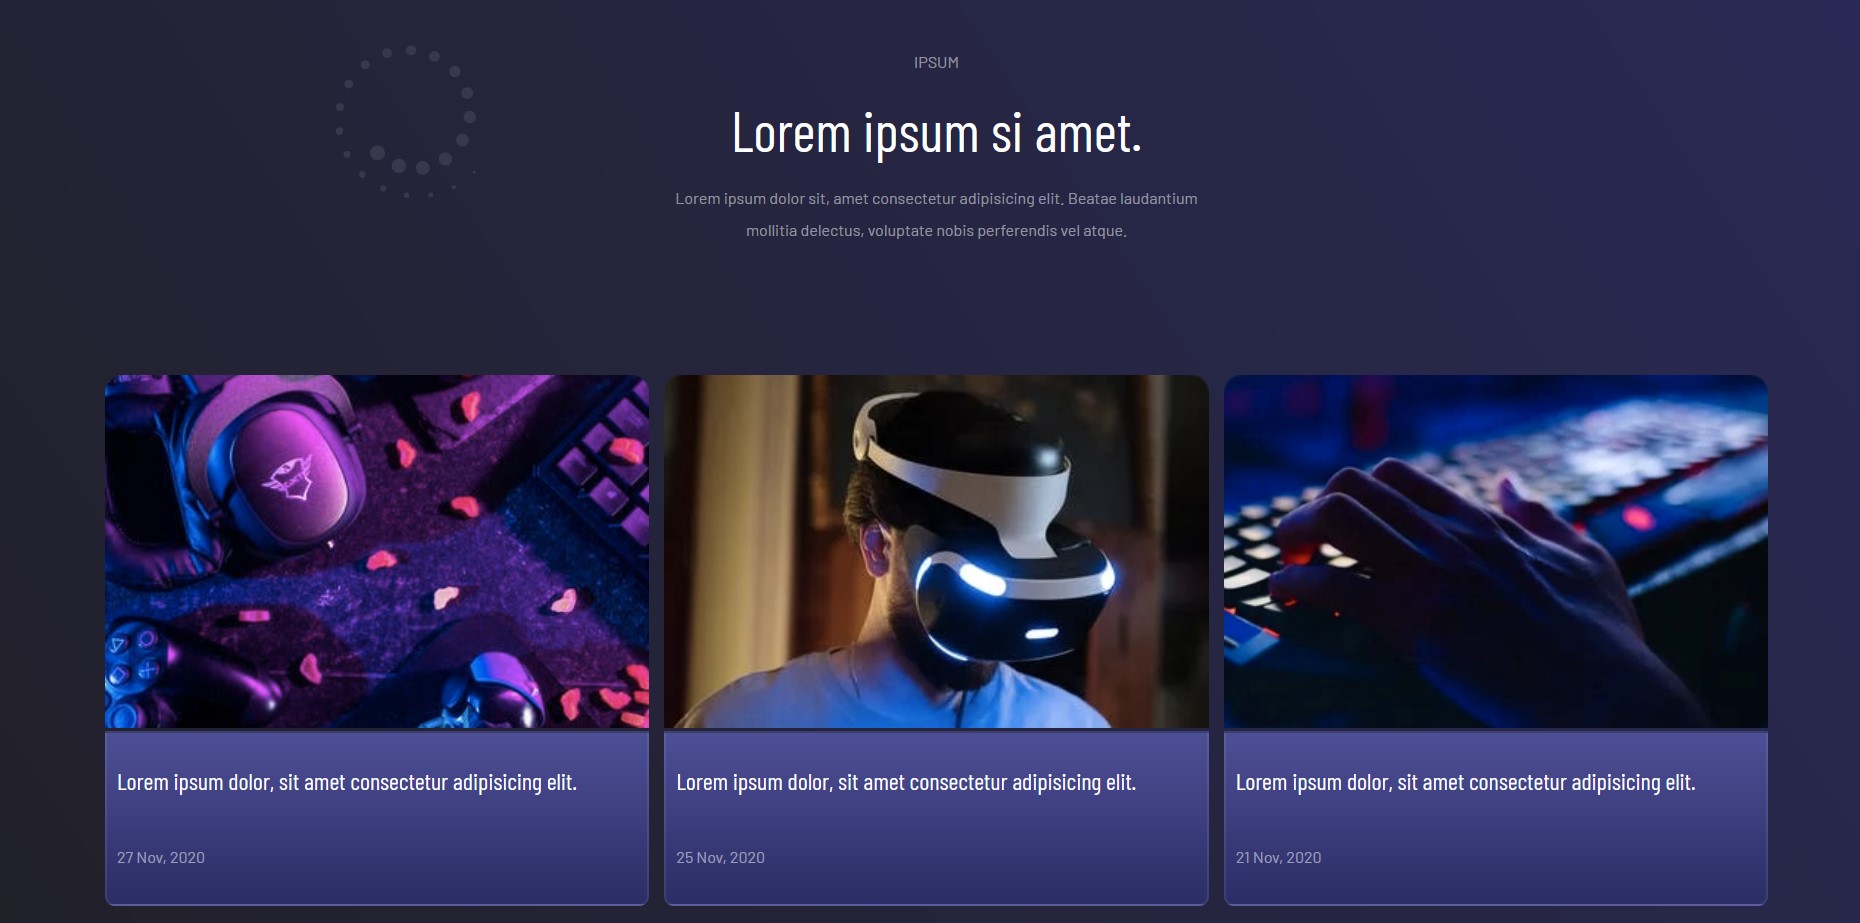 IPSUM
Lorem ipsum si amet.
Lorem ipsum dolor sit, amet consectetur adipisicing elit. Beatae laudantium
mollitia delectus, voluptate nobis perferendis vel atque.
Lorem ipsum dolor, sit amet consectetur adipisicing elit.
27 Nov, 2020
Lorem ipsum dolor, sit amet consectetur adipisicing elit.
25 Nov, 2020
Lorem ipsum dolor, sit amet consectetur adipisicing elit.
21 Nov, 2020